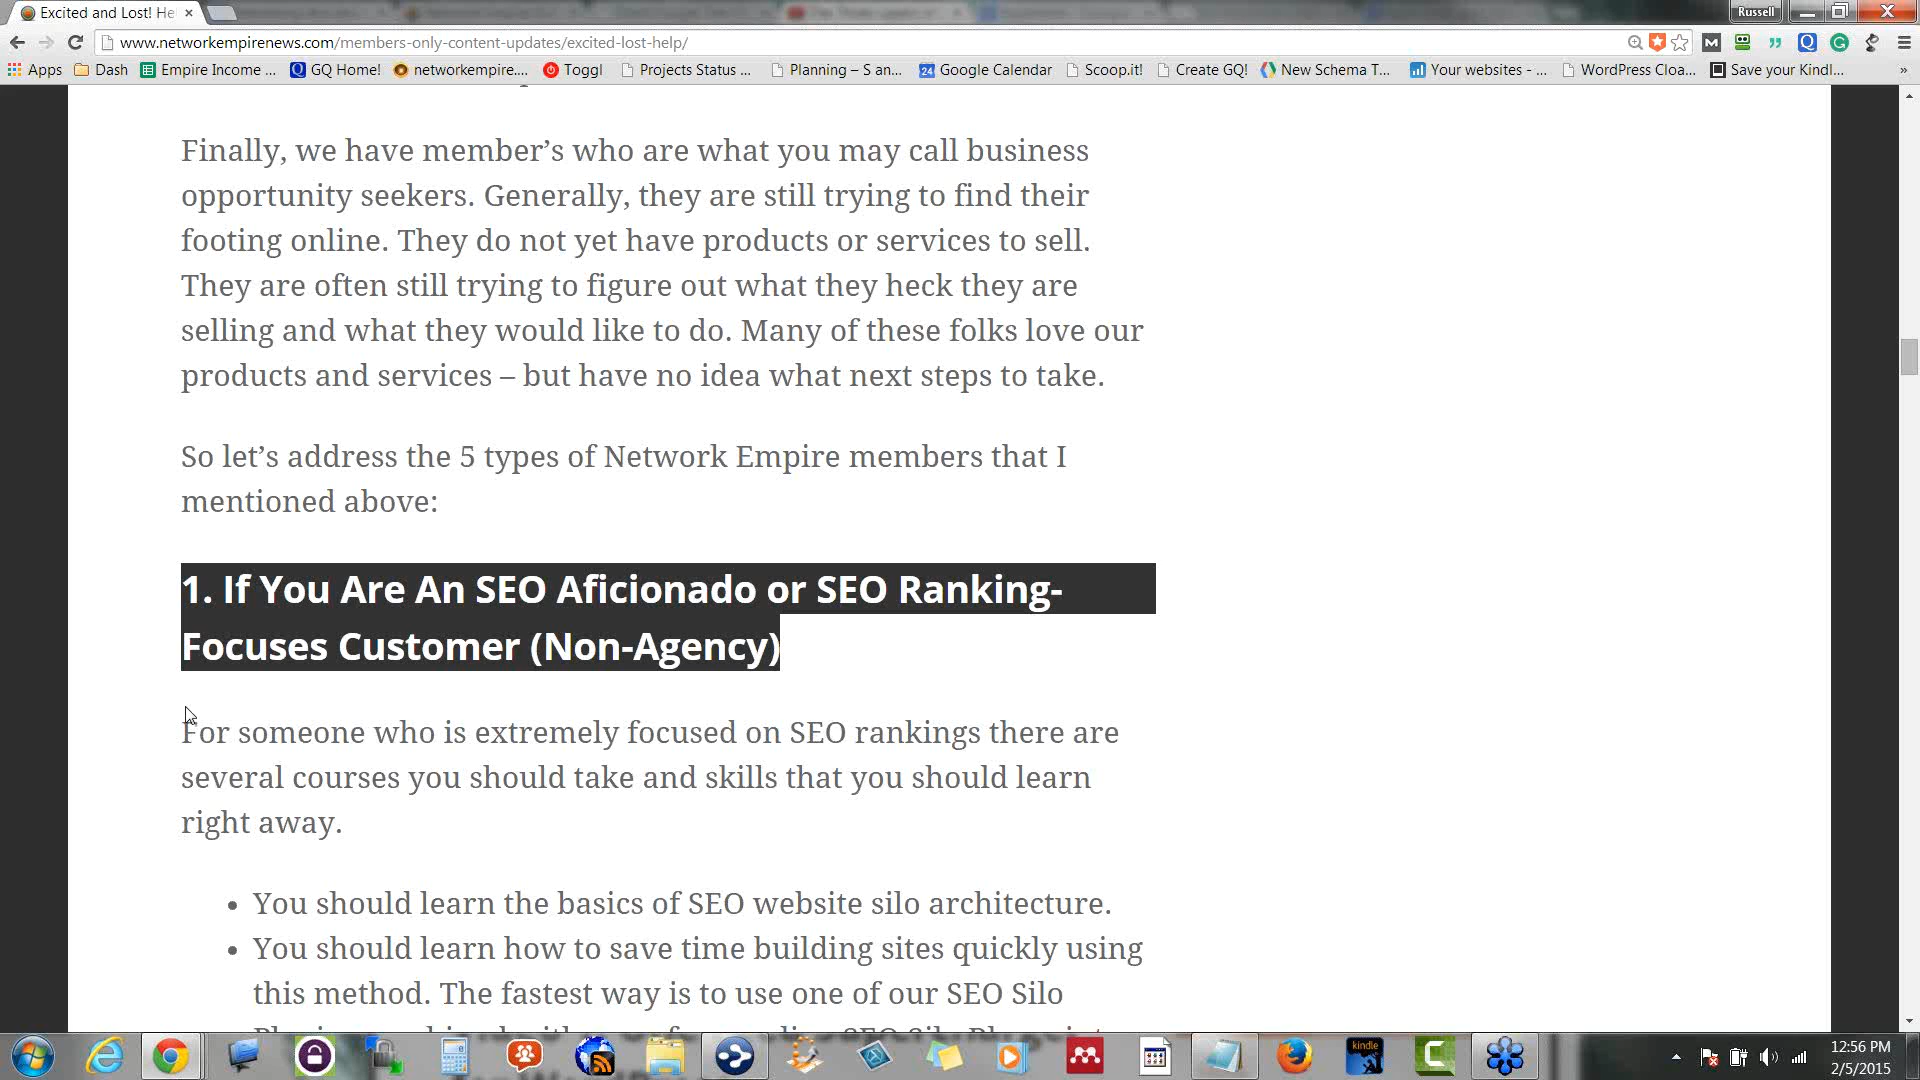 Excited and Lost! He
Russell
www.networkempirenews.com/members-only-content-updates/excited-lost-help/
Apps Dash Empire Income ... GQ Home! networkempire.... Toggl Projects Status ... Planning – S an... Google Calendar Scoop.it! Create GQ! New Schema T... Your websites - ... WordPress Cloa... Save your Kindl... »
Finally, we have member’s who are what you may call business
opportunity seekers. Generally, they are still trying to find their
footing online. They do not yet have products or services to sell.
They are often still trying to figure out what they heck they are
selling and what they would like to do. Many of these folks love our
products and services – but have no idea what next steps to take.
So let’s address the 5 types of Network Empire members that I
mentioned above:
1. If You Are An SEO Aficionado or SEO Ranking-
Focuses Customer (Non-Agency)
For someone who is extremely focused on SEO rankings there are
several courses you should take and skills that you should learn
right away.
• You should learn the basics of SEO website silo architecture.
• You should learn how to save time building sites quickly using
this method. The fastest way is to use one of our SEO Silo
kindle
12:56 PM
2/5/2015